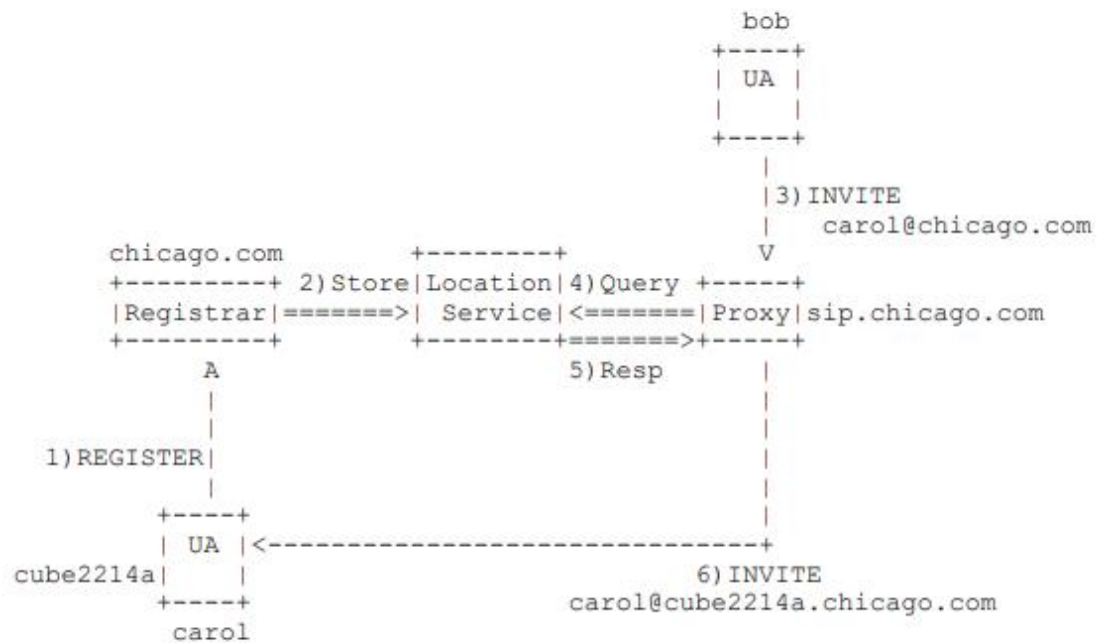 bob
+----+
| UA |
|    |
+----+
|
|3)INVITE
|   carol@chicago.com
chicago.com        +--------+            V
+---------+ 2)Store|Location|4)Query +-----+
|Registrar|=======>| Service|<=======|Proxy|sip.chicago.com
+---------+        +--------+=======>+-----+
A                      5)Resp      |
|                                  |
|                                  |
1)REGISTER|                                  |
|                                  |
+----+                               |
| UA |<-------------------------------+
cube2214a|    |                            6)INVITE
+----+                    carol@cube2214a.chicago.com
carol